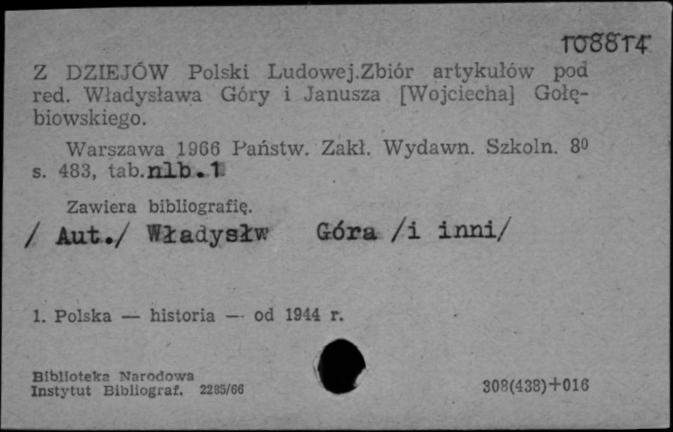 108814
Z DZIEJÓW Polski Ludowej.Zbiór artykułów pod
red. Władysława Góry i Janusza [Wojciecha] Gołę-
biowskiego.
Warszawa 1966 Państw. Zakł. Wydawn. Szkoln. 8⁰
s. 483, tab.nlb.1
Zawiera bibliografię.
/ Aut./ Władysłw Góra /i inni/
1. Polska — historia — od 1944 r.
Biblioteka Narodowa
Instytut Bibliograf. 2285/66
308(438)+016